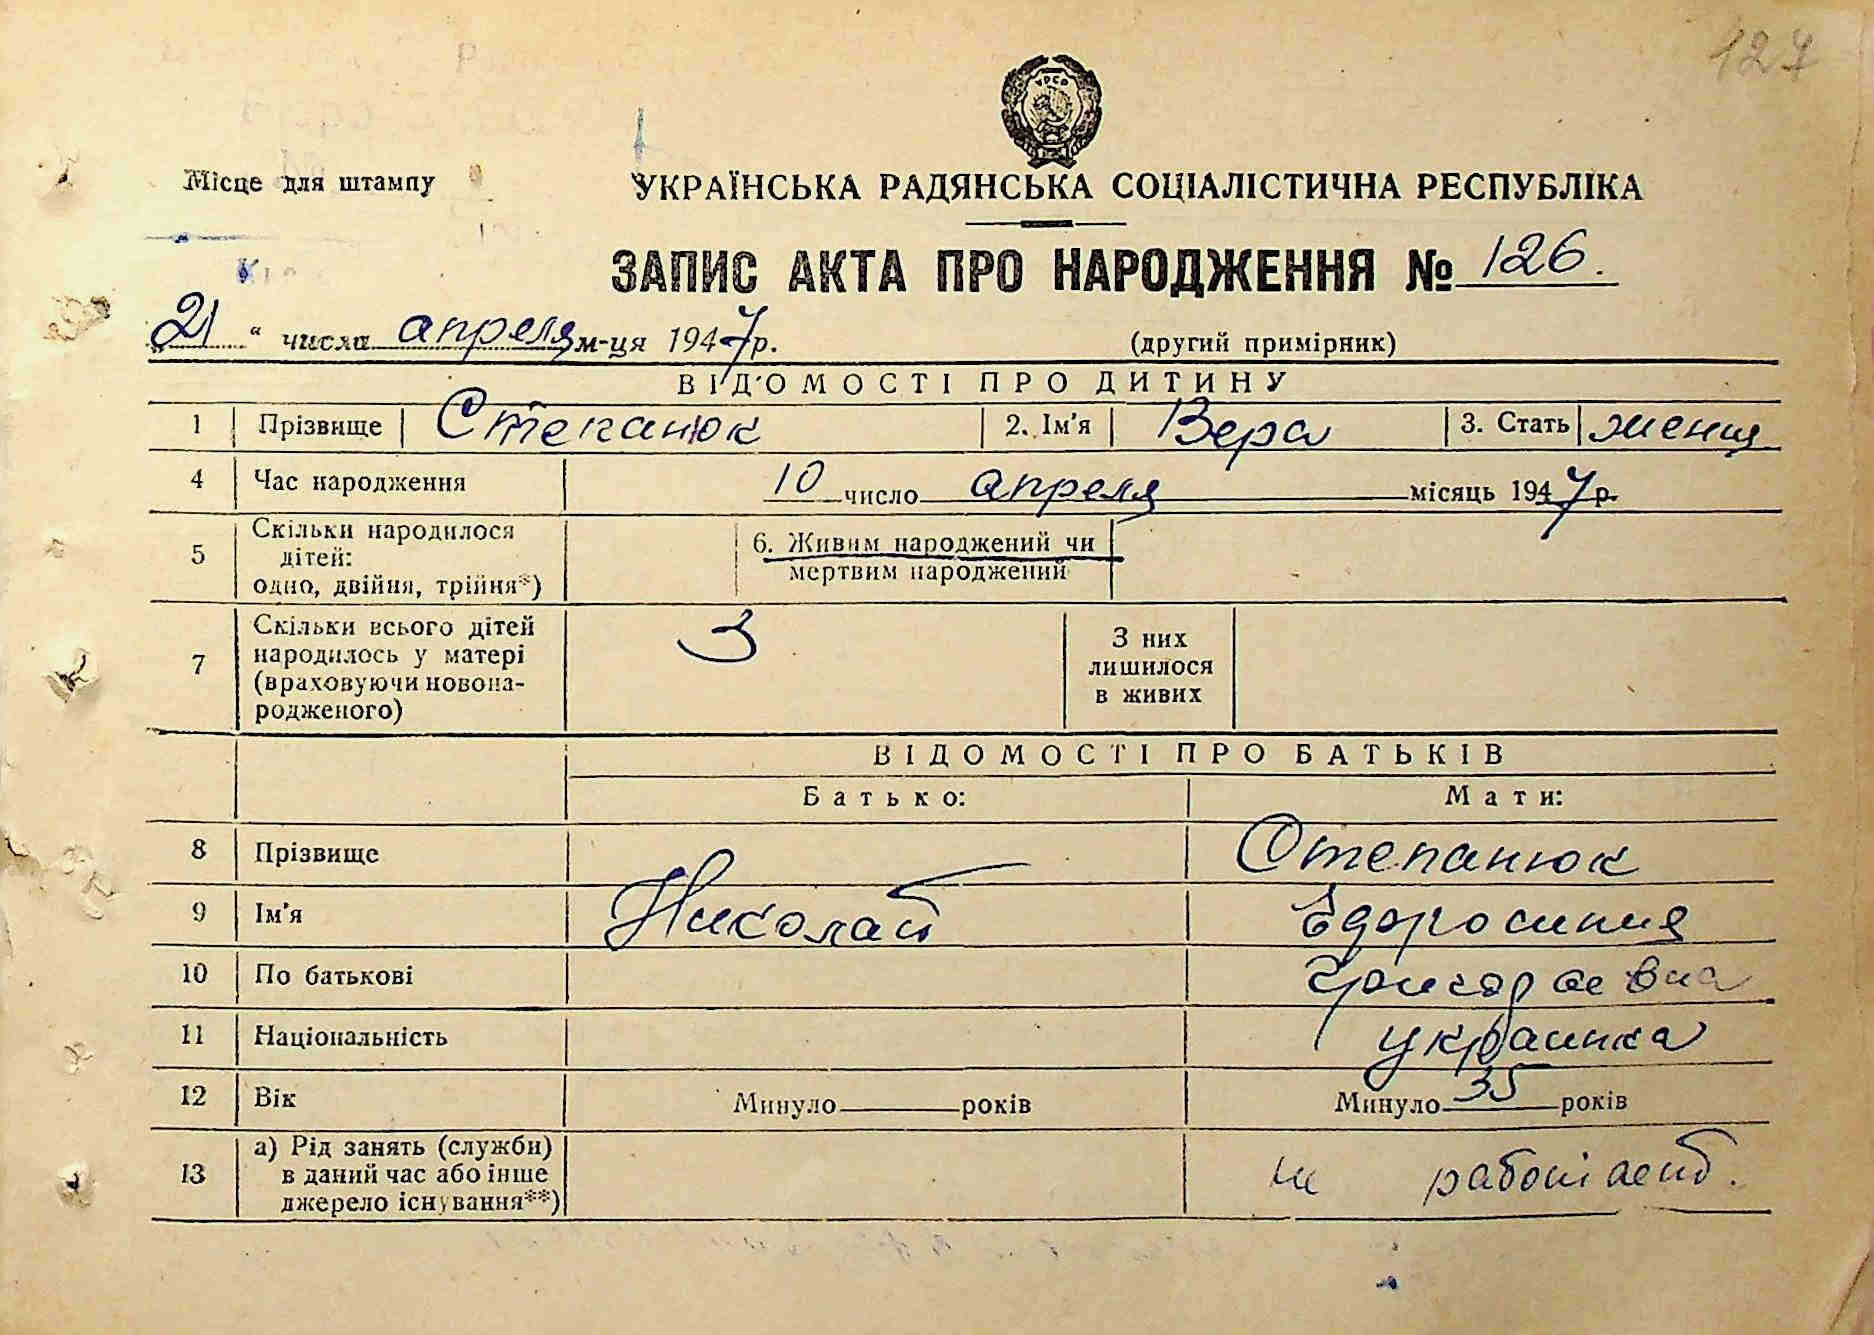 127
УРСР
Місце для штампу
УКРАЇНСЬКА РАДЯНСЬКА СОЦІАЛІСТИЧНА РЕСПУБЛІКА
ЗАПИС АКТА ПРО НАРОДЖЕННЯ № 126.
21 " числа апреля м-ця 1947 р. (другий примірник)
ВІДОМОСТІ ПРО ДИТИНУ
1 Прізвище Степанюк 2. Ім'я Вера 3. Стать женщ
4 Час народження 10 число апреля місяць 1947 р.
5 Скільки народилося дітей: одно, двійня, трійня*) 6. Живим народжений чи мертвим народжений
7 Скільки всього дітей народилось у матері (враховуючи новонародженого) 3 З них лишилося в живих
ВІДОМОСТІ ПРО БАТЬКІВ
Батько: Мати:
8 Прізвище Степанюк
9 Ім'я Николай
10 По батькові Григорьевна
11 Національність украинка
12 Вік Минуло років Минуло 35 років
13 а) Рід занять (служби) в даний час або інше джерело існування**) не работает.